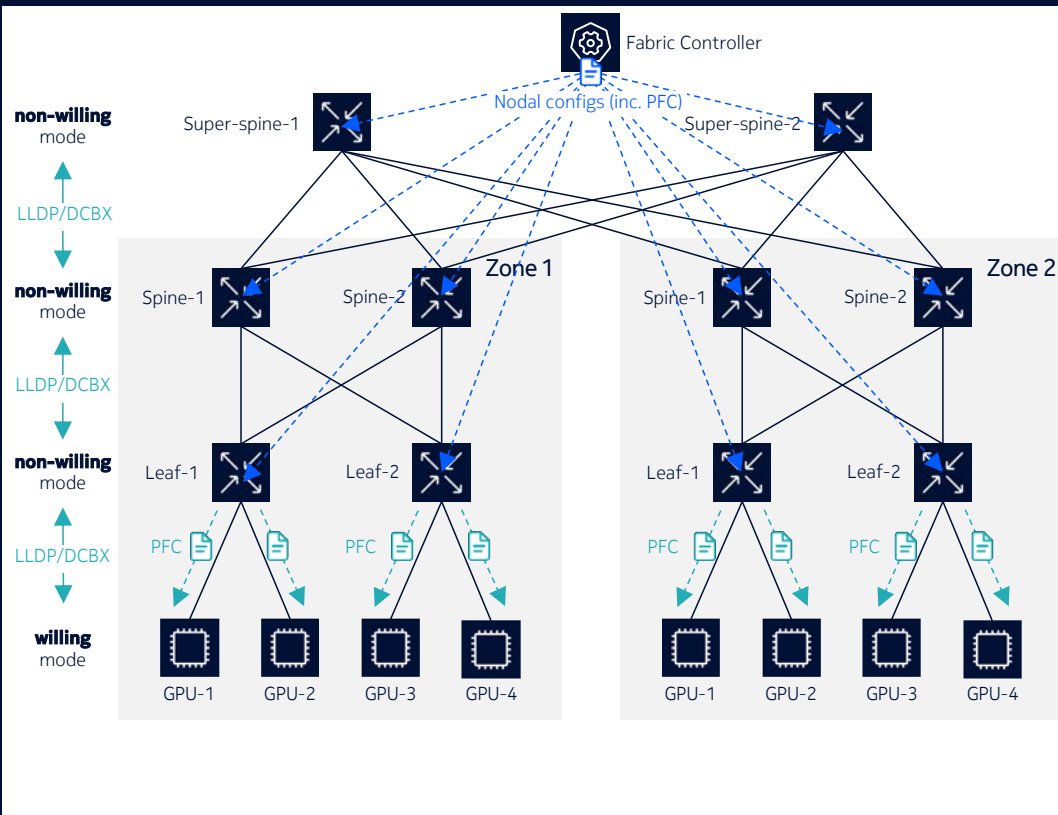 Fabric Controller
Nodal configs (inc. PFC)
non-willing
mode
Super-spine-1
Super-spine-2
LLDP/DCBX
Zone 1
Zone 2
non-willing
mode
Spine-1
Spine-2
Spine-1
Spine-2
LLDP/DCBX
non-willing
mode
Leaf-1
Leaf-2
Leaf-1
Leaf-2
LLDP/DCBX
PFC
PFC
PFC
PFC
willing
mode
GPU-1
GPU-2
GPU-3
GPU-4
GPU-1
GPU-2
GPU-3
GPU-4